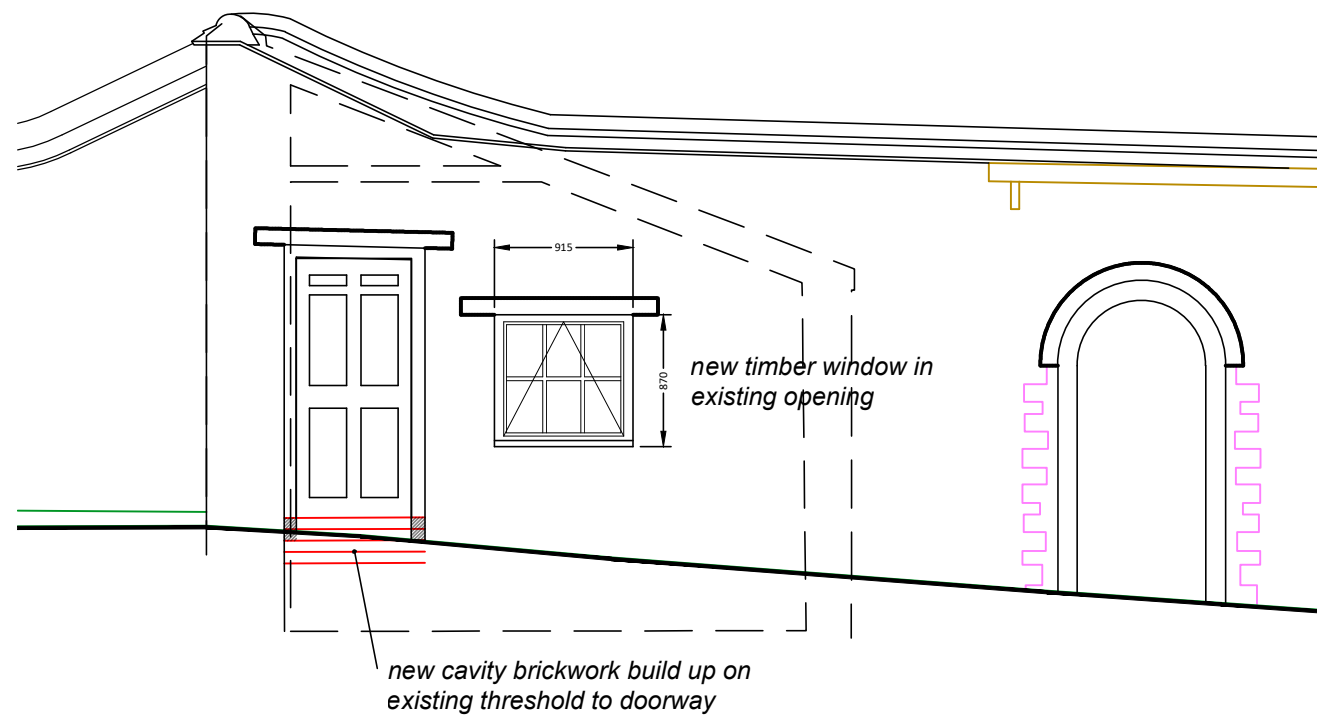 915
870
new timber window in
existing opening
new cavity brickwork build up on
existing threshold to doorway